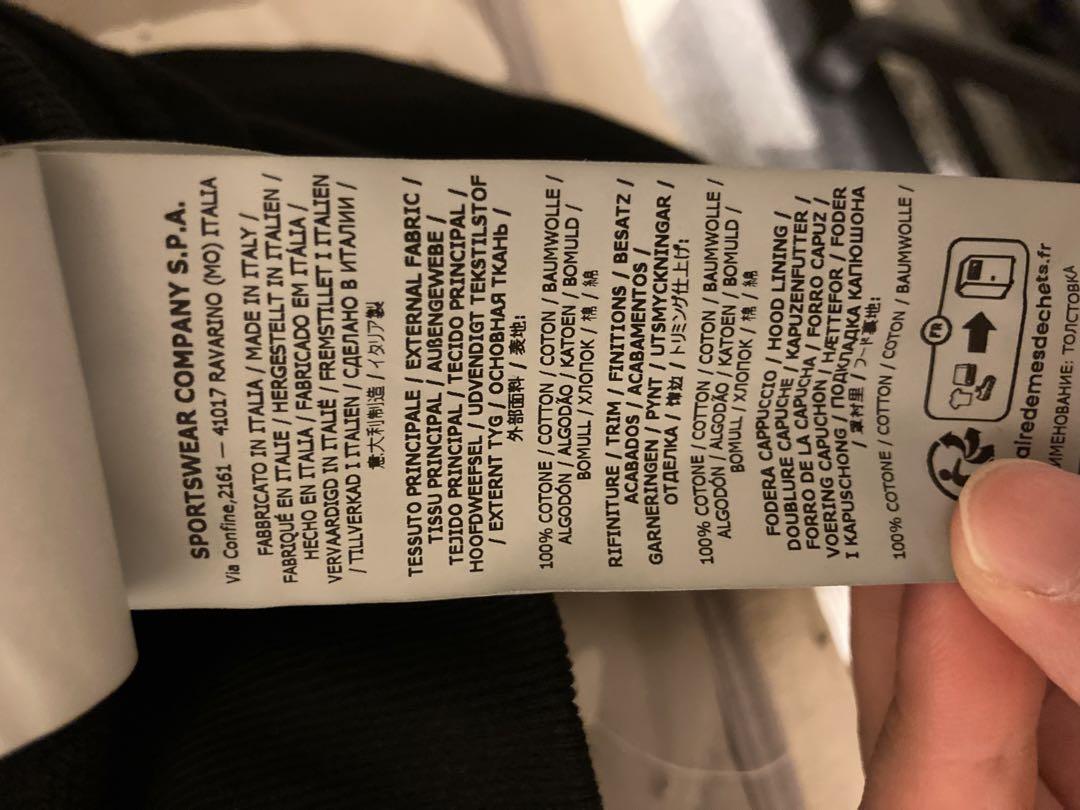 SPORTSWEAR COMPANY S.P.A.
Via Confine,2161 — 41017 RAVARINO (MO) ITALIA
FABBRICATO IN ITALIA / MADE IN ITALY /
FABRIQUÉ EN ITALIE / HERGESTELLT IN ITALIEN /
HECHO EN ITALIA / FABRICADO EM ITÁLIA /
VERVAARDIGD IN ITALIË / FREMSTILLET I ITALIEN
/ TILLVERKAD I ITALIEN / СДЕЛАНО В ИТАЛИИ /
意大利制造 / イタリア製
TESSUTO PRINCIPALE / EXTERNAL FABRIC /
TISSU PRINCIPAL / AUßENGEWEBE /
TEJIDO PRINCIPAL / TECIDO PRINCIPAL /
HOOFDWEEFSEL / UDVENDIGT TEKSTILSTOF
/ EXTERNT TYG / ОСНОВНАЯ ТКАНЬ /
外部面料 / 表地:
100% COTONE / COTTON / COTON / BAUMWOLLE /
ALGODÓN / ALGODÃO / KATOEN / BOMULD /
BOMULL / ХЛОПОК / 棉 / 綿
RIFINITURE / TRIM / FINITIONS / BESATZ /
ACABADOS / ACABAMENTOS /
GARNERINGEN / PYNT / UTSMYCKNINGAR /
ОТДЕЛКА / 饰边 / トリミング仕上げ:
100% COTONE / COTTON / COTON / BAUMWOLLE /
ALGODÓN / ALGODÃO / KATOEN / BOMULD /
BOMULL / ХЛОПОК / 棉 / 綿
FODERA CAPPUCCIO / HOOD LINING /
DOUBLURE CAPUCHE / KAPUZENFUTTER /
FORRO DE LA CAPUCHA / FORRO CAPUZ /
VOERING CAPUCHON / HÆTTEFOR / FODER
I KAPUSCHONG / ПОДКЛАДКА КАПЮШОНА
/ 罩衬里 / フード裏地:
100% COTONE / COTTON / COTON / BAUMWOLLE /
FR
airedemesdechets.fr
ИМЕНОВАНИЕ: ТОВАР